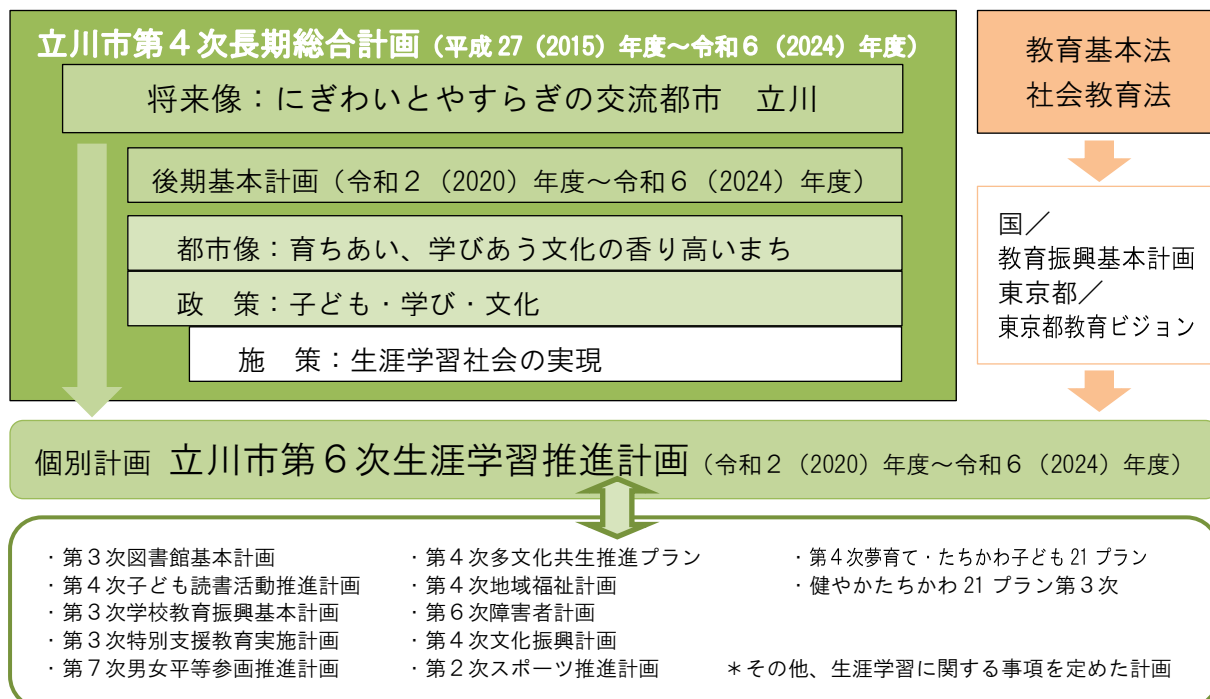 立川市第４次長期総合計画（平成27（2015）年度～令和６（2024）年度）
将来像：にぎわいとやすらぎの交流都市　立川
後期基本計画（令和２（2020）年度～令和６（2024）年度）
都市像：育ちあい、学びあう文化の香り高いまち
政　策：子ども・学び・文化
施　策：生涯学習社会の実現
教育基本法
社会教育法
国／
教育振興基本計画
東京都／
東京都教育ビジョン
個別計画 立川市第６次生涯学習推進計画（令和２（2020）年度～令和６（2024）年度）
・第３次図書館基本計画
・第４次子ども読書活動推進計画
・第３次学校教育振興基本計画
・第３次特別支援教育実施計画
・第７次男女平等参画推進計画
・第４次多文化共生推進プラン
・第４次地域福祉計画
・第６次障害者計画
・第４次文化振興計画
・第２次スポーツ推進計画
・第４次夢育て・たちかわ子ども21プラン
・健やかたちかわ21プラン第３次
＊その他、生涯学習に関する事項を定めた計画